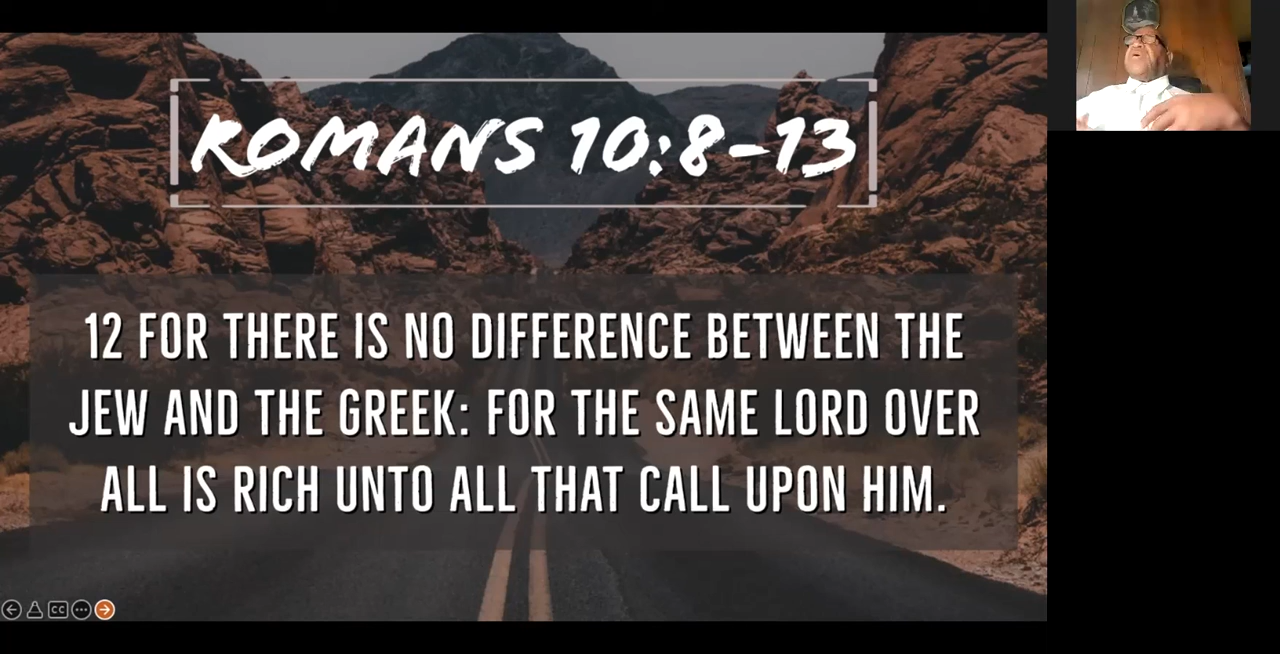 ROMANS 10:8-13
12 FOR THERE IS NO DIFFERENCE BETWEEN THE
JEW AND THE GREEK: FOR THE SAME LORD OVER
ALL IS RICH UNTO ALL THAT CALL UPON HIM.
CC